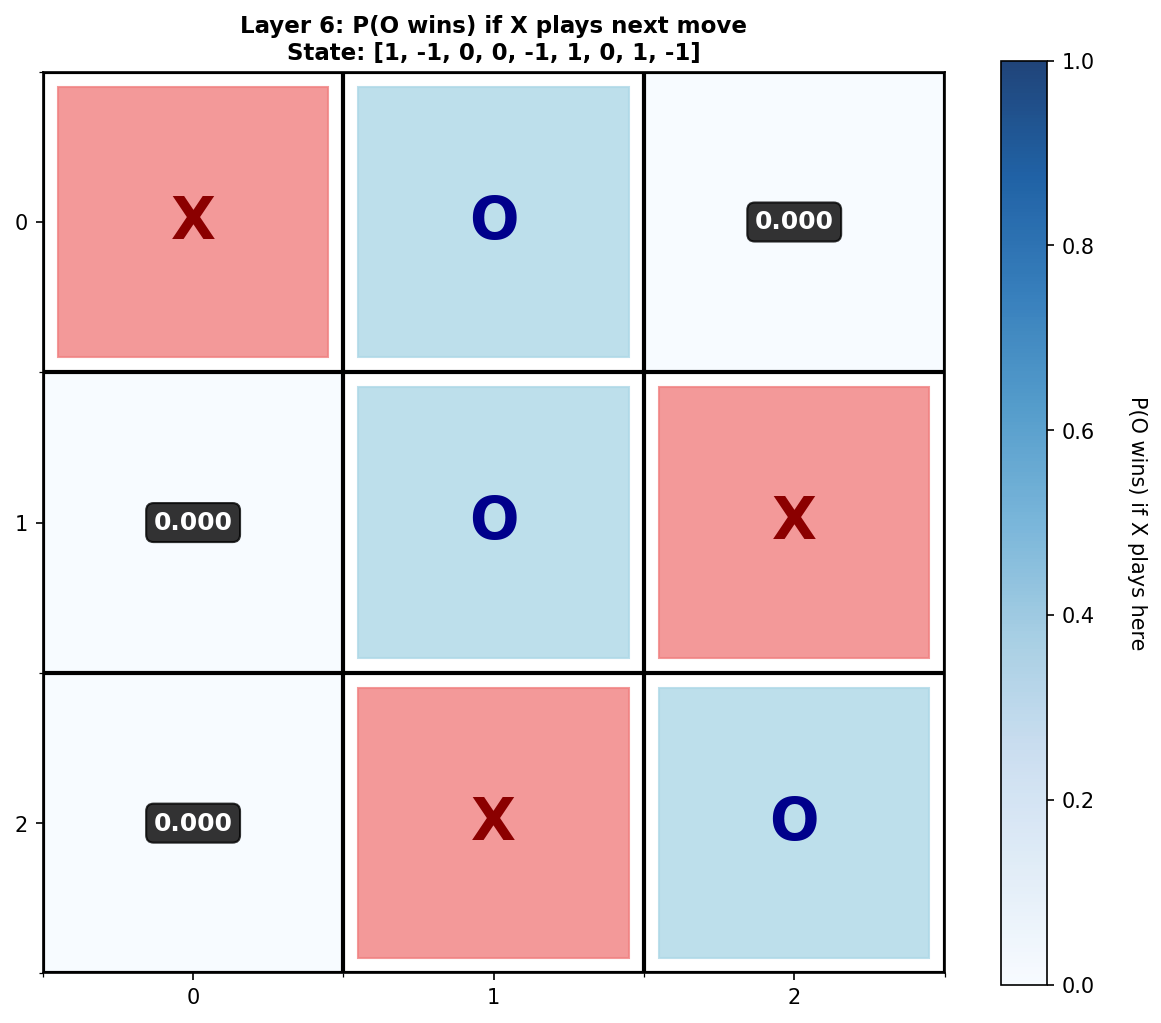 Layer 6: P(O wins) if X plays next move
State: [1, -1, 0, 0, -1, 1, 0, 1, -1]
X
O
0.000
0.000
O
X
0.000
X
O
0
1
2
0
1
2
1.0
0.8
0.6
0.4
0.2
0.0
P(O wins) if X plays here